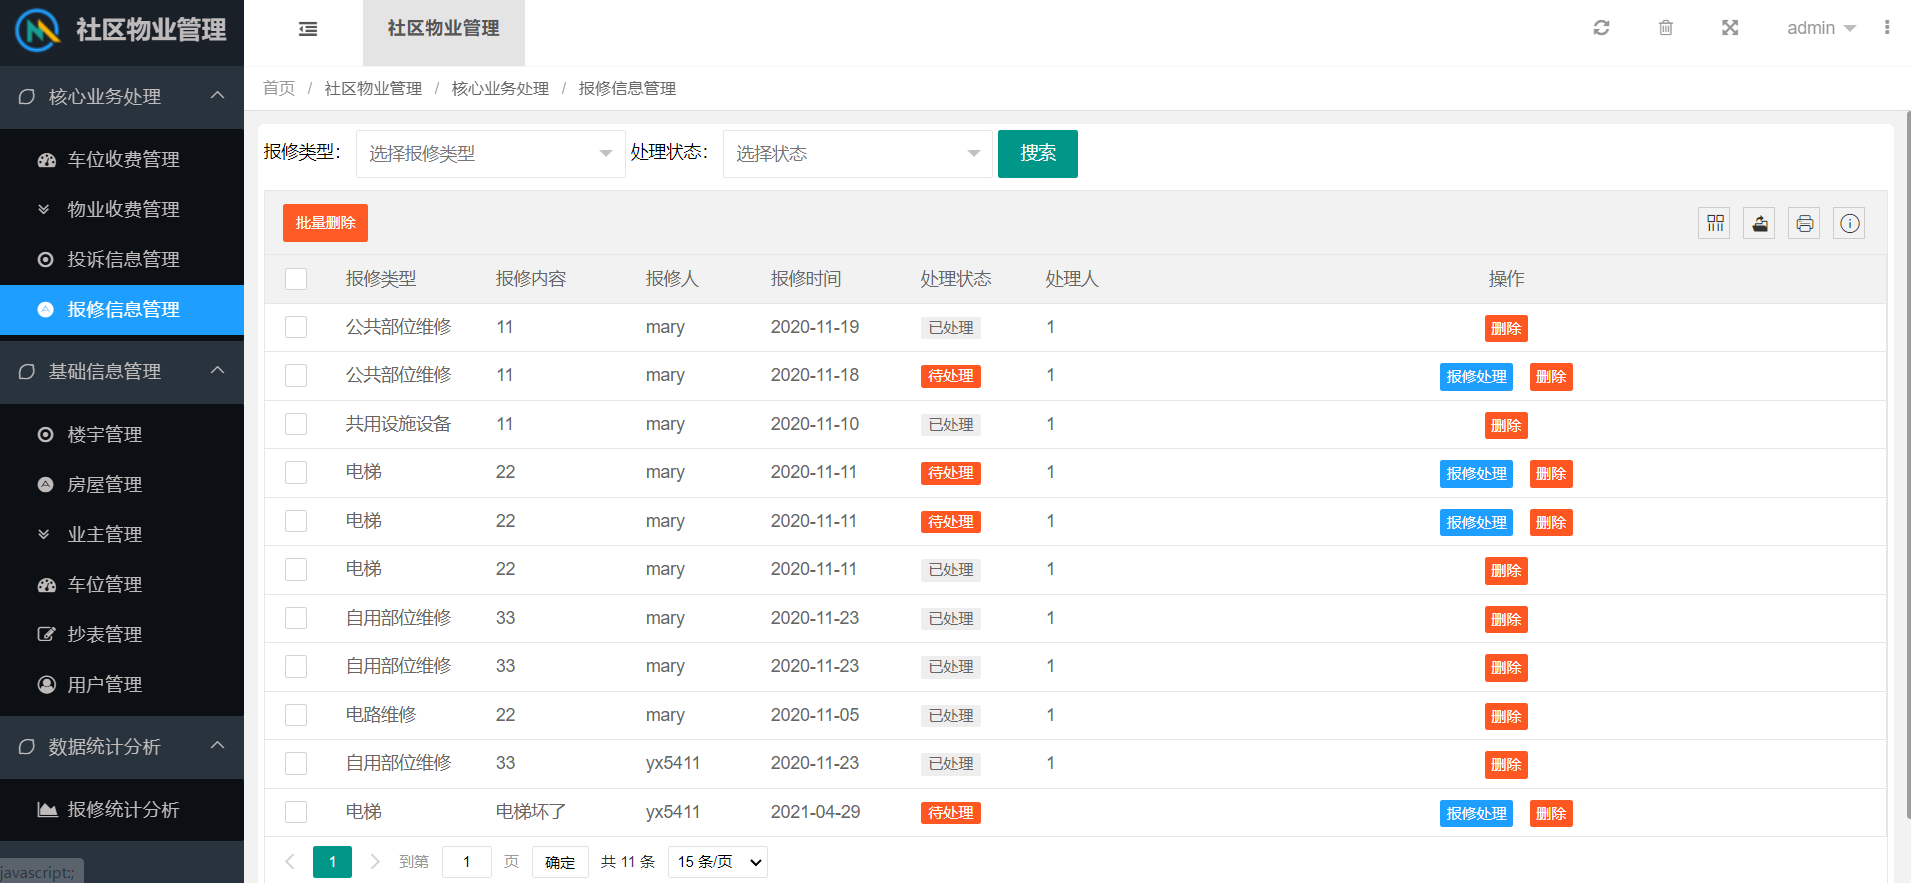 社区物业管理
社区物业管理
admin
首页 / 社区物业管理 / 核心业务处理 / 报修信息管理
核心业务处理
车位收费管理
物业收费管理
投诉信息管理
报修信息管理
基础信息管理
楼宇管理
房屋管理
业主管理
车位管理
抄表管理
用户管理
数据统计分析
报修统计分析
javascript:;
报修类型： 选择报修类型 处理状态： 选择状态 搜索
批量删除
报修类型 报修内容 报修人 报修时间 处理状态 处理人 操作
公共部位维修 11 mary 2020-11-19 已处理 1 删除
公共部位维修 11 mary 2020-11-18 待处理 1 报修处理 删除
共用设施设备 11 mary 2020-11-10 已处理 1 删除
电梯 22 mary 2020-11-11 待处理 1 报修处理 删除
电梯 22 mary 2020-11-11 待处理 1 报修处理 删除
电梯 22 mary 2020-11-11 已处理 1 删除
自用部位维修 33 mary 2020-11-23 已处理 1 删除
自用部位维修 33 mary 2020-11-23 已处理 1 删除
电路维修 22 mary 2020-11-05 已处理 1 删除
自用部位维修 33 yx5411 2020-11-23 已处理 1 删除
电梯 电梯坏了 yx5411 2021-04-29 待处理 报修处理 删除
1 到第 1 页 确定 共 11 条 15 条/页